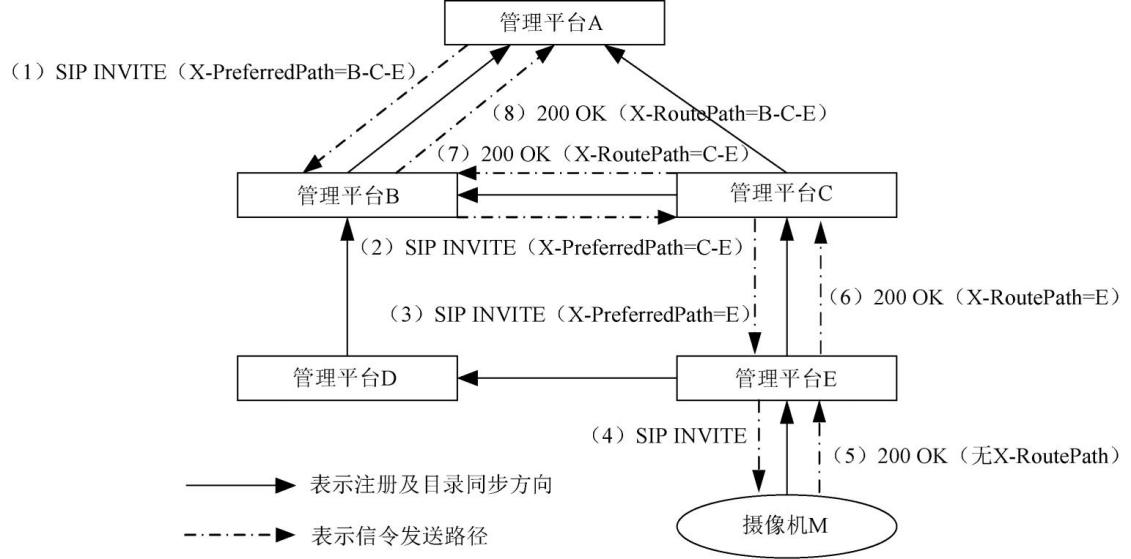 管理平台A
（1）SIP INVITE（X-PreferredPath=B-C-E）
（8）200 OK（X-RoutePath=B-C-E）
（7）200 OK（X-RoutePath=C-E）
管理平台B
管理平台C
（2）SIP INVITE（X-PreferredPath=C-E）
（6）200 OK（X-RoutePath=E）
（3）SIP INVITE（X-PreferredPath=E）
管理平台D
管理平台E
（4）SIP INVITE
（5）200 OK（无X-RoutePath）
表示注册及目录同步方向
摄像机M
表示信令发送路径